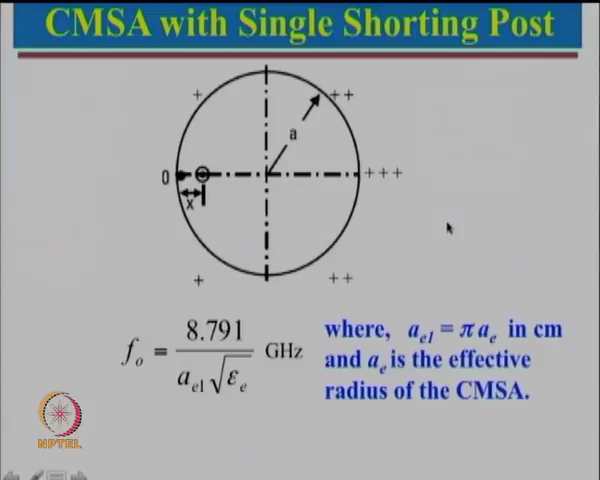 CMSA with Single Shorting Post
+ ++
a
0 +++
x
+ ++
f_o = 8.791 / (a_e1 √ε_e) GHz
where, a_e1 = π a_e in cm
and a_e is the effective
radius of the CMSA.
NPTEL